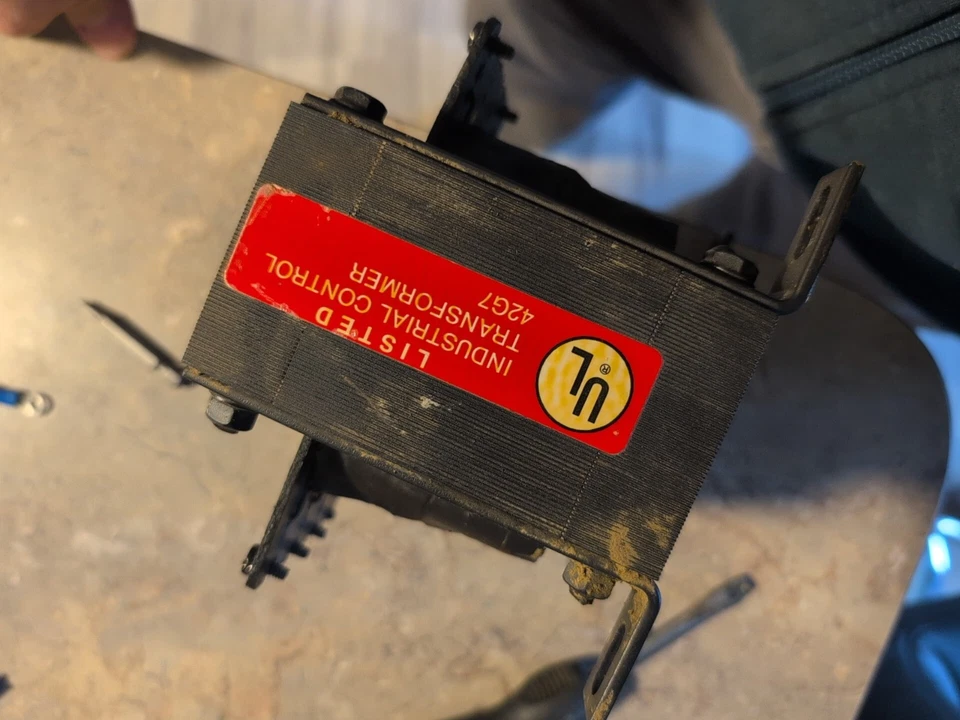 UL ®
LISTED
INDUSTRIAL CONTROL
TRANSFORMER
42G7